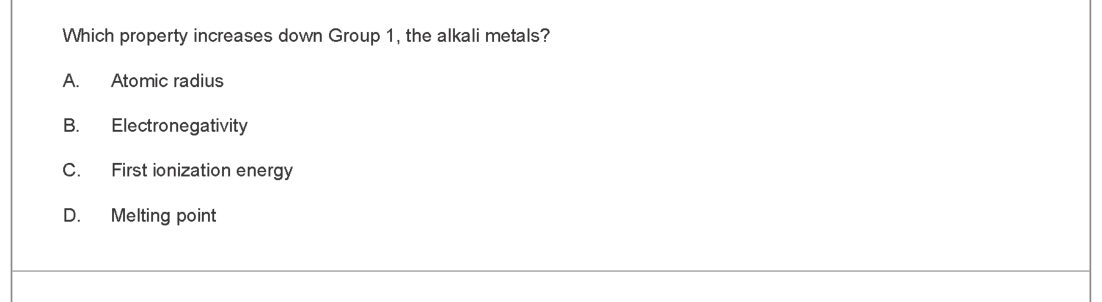 Which property increases down Group 1, the alkali metals?
A. Atomic radius
B. Electronegativity
C. First ionization energy
D. Melting point